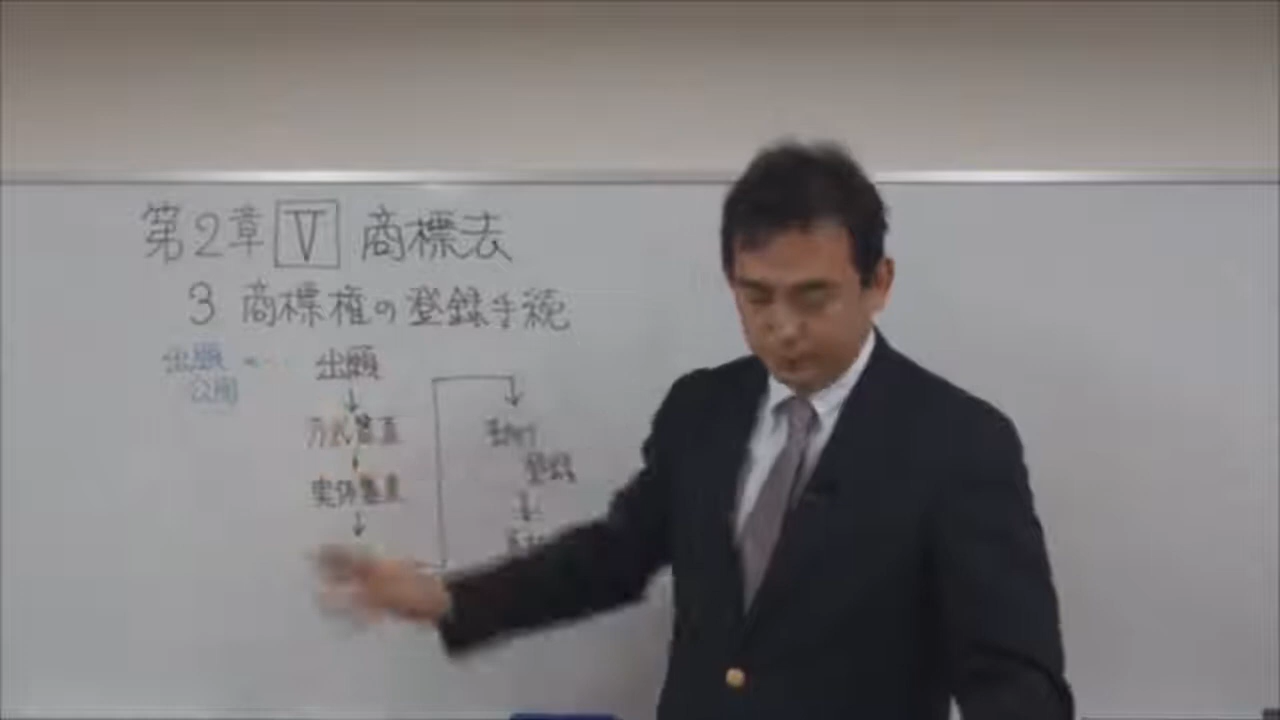 第2章 V 商標法
3 商標権の登録手続
出願
公開
出願
↓
方式審査
↓
実体審査
↓
↓
登録
↓